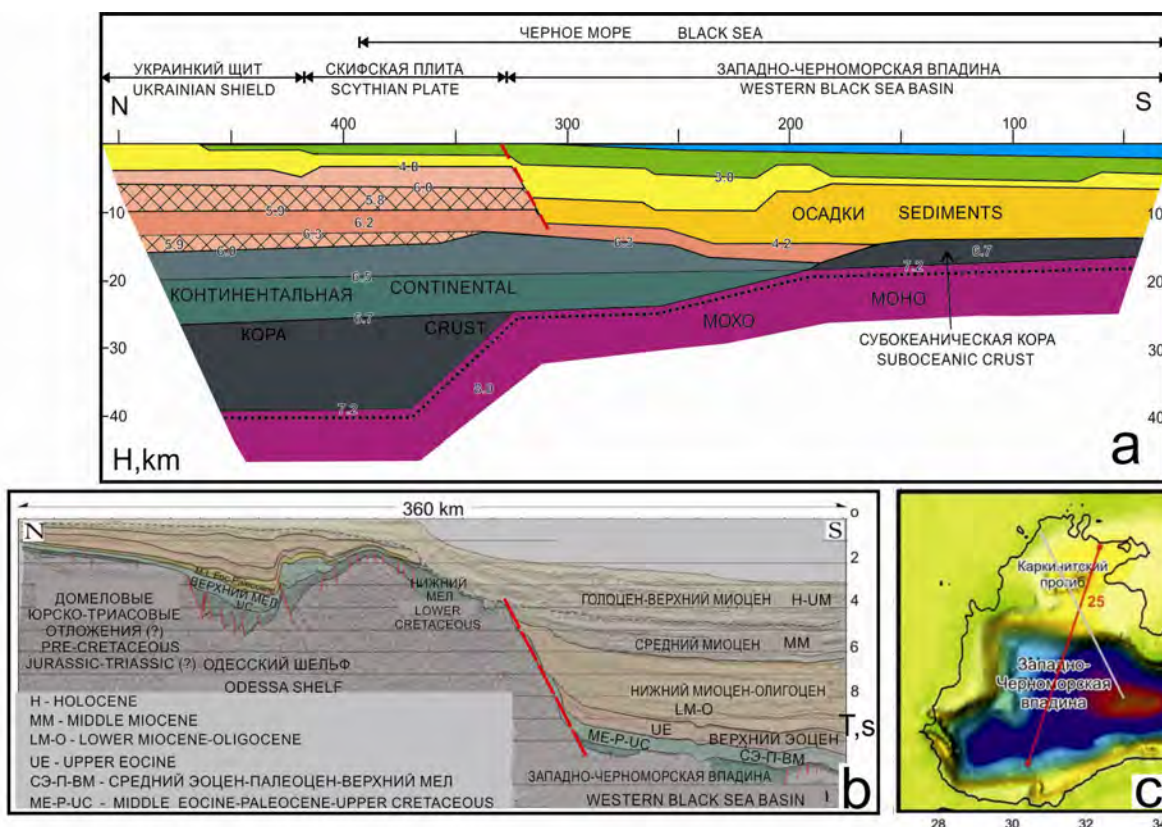 ЧЕРНОЕ МОРЕ BLACK SEA
УКРАИНКИЙ ЩИТ СКИФСКАЯ ПЛИТА ЗАПАДНО-ЧЕРНОМОРСКАЯ ВПАДИНА
UKRAINIAN SHIELD SCYTHIAN PLATE WESTERN BLACK SEA BASIN
N S
400 300 200 100
4.8
3.8
6.0
5.8
10 5.9 ОСАДКИ SEDIMENTS 10
6.2
6.3 6.2 4.2
5.9 6.0 6.7
7.2
20 6.5 20
КОНТИНЕНТАЛЬНАЯ CONTINENTAL
МОНО
6.7
КОРА CRUST МОХО
СУБОКЕАНИЧЕСКАЯ КОРА
30 SUBOCEANIC CRUST 30
7.2
40 40
H,km a
360 km
N S
0
2
ВЕРХНИЙ МЕЛ
UC
НИЖНИЙ
МЕЛ
LOWER
CRETACEOUS
ДОМЕЛОВЫЕ
ЮРСКО-ТРИАСОВЫЕ
ОТЛОЖЕНИЯ (?)
PRE-CRETACEOUS
JURASSIC-TRIASSIC (?) ОДЕССКИЙ ШЕЛЬФ
ODESSA SHELF
ГОЛОЦЕН-ВЕРХНИЙ МИОЦЕН H-UM
4
СРЕДНИЙ МИОЦЕН MM
6
НИЖНИЙ МИОЦЕН-ОЛИГОЦЕН
LM-O
8
T,s
UE ВЕРХНИЙ ЭОЦЕН
ME-P-UC СЭ-П-ВМ
ЗАПАДНО-ЧЕРНОМОРСКАЯ ВПАДИНА
WESTERN BLACK SEA BASIN
b
H - HOLOCENE
MM - MIDDLE MIOCENE
LM-O - LOWER MIOCENE-OLIGOCENE
UE - UPPER EOCINE
СЭ-П-ВМ - СРЕДНИЙ ЭОЦЕН-ПАЛЕОЦЕН-ВЕРХНИЙ МЕЛ
ME-P-UC - MIDDLE EOCINE-PALEOCENE-UPPER CRETACEOUS
Каркинитский
прогиб
25
Западно-
Черноморская
впадина
c
28 30 32 34